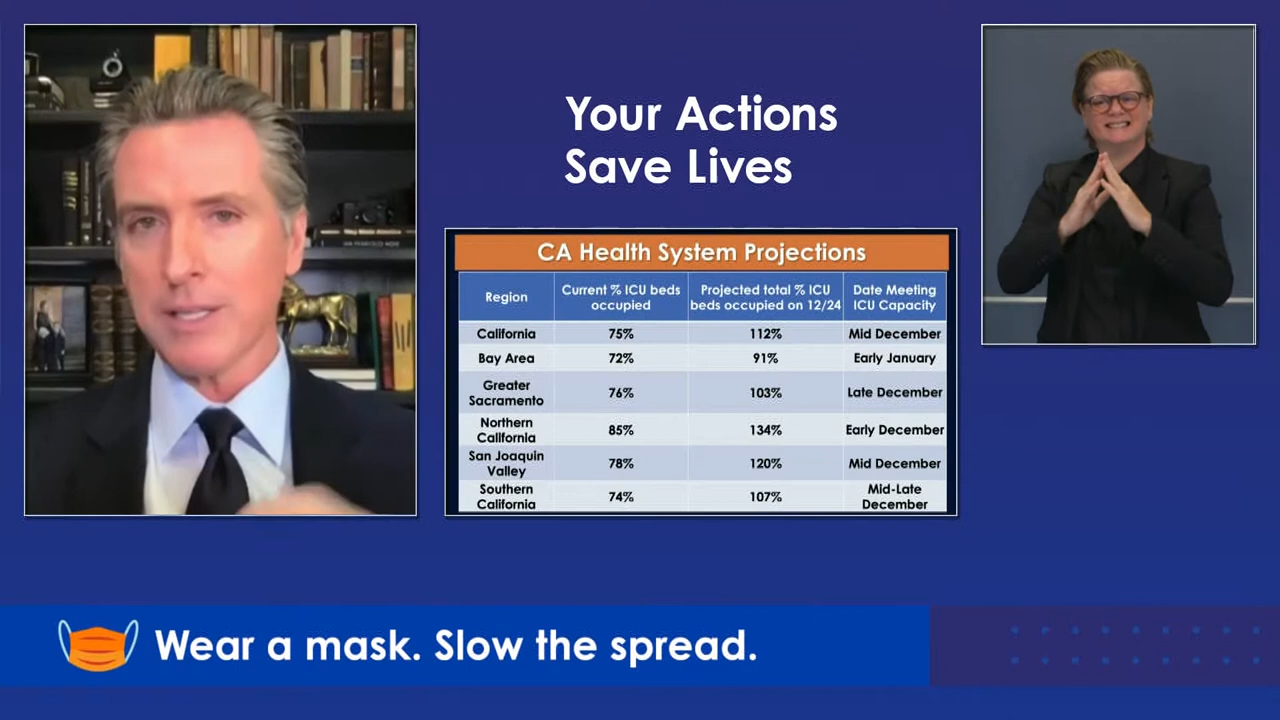 Your Actions
Save Lives
CA Health System Projections
Region
Current % ICU beds
occupied
Projected total % ICU
beds occupied on 12/24
Date Meeting
ICU Capacity
California
75%
112%
Mid December
Bay Area
72%
91%
Early January
Greater
Sacramento
76%
103%
Late December
Northern
California
85%
134%
Early December
San Joaquin
Valley
78%
120%
Mid December
Southern
California
74%
107%
Mid-Late
December
Wear a mask. Slow the spread.